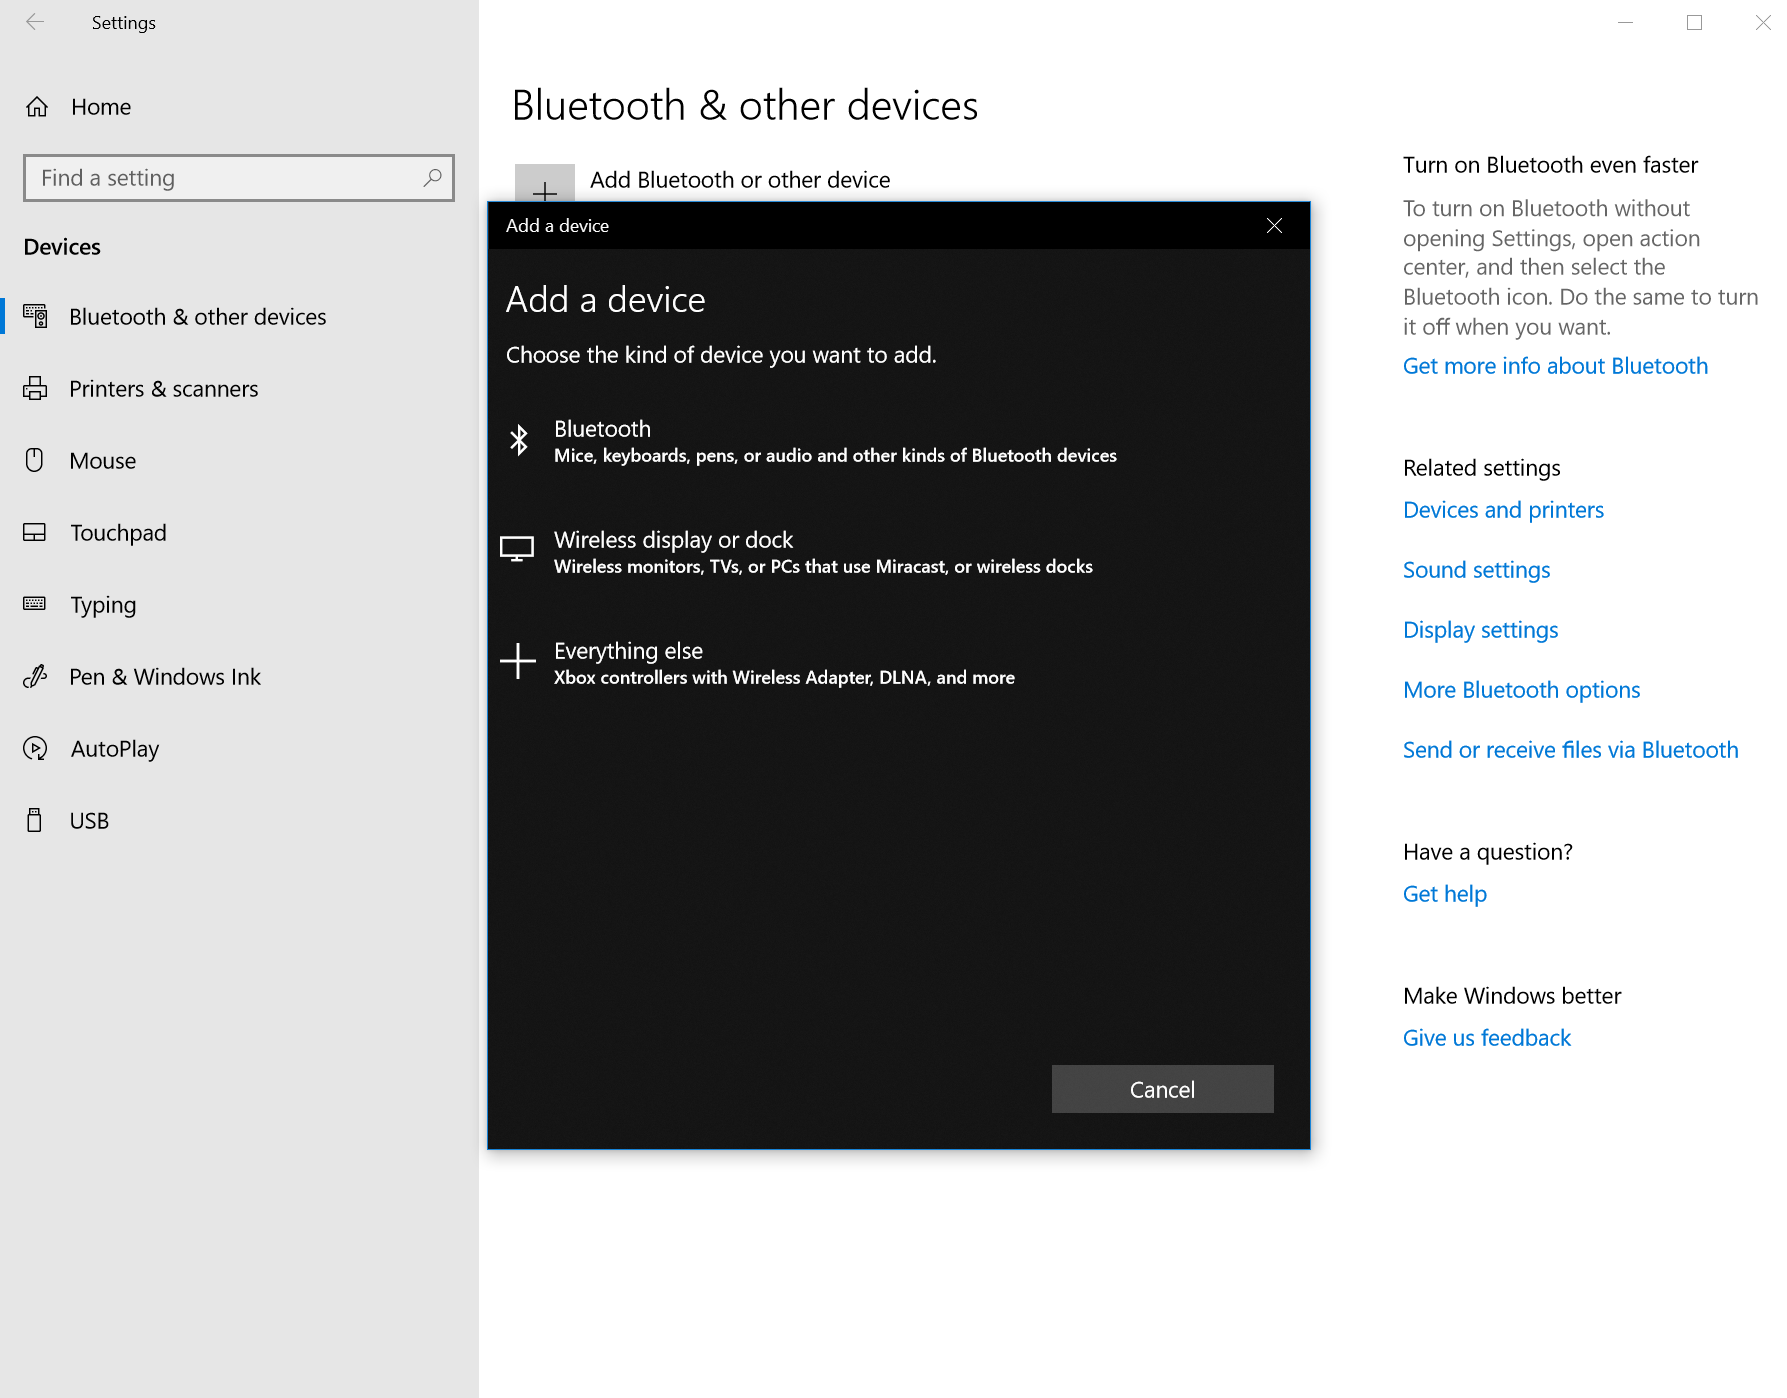 Settings
Home
Find a setting
Devices
Bluetooth & other devices
Printers & scanners
Mouse
Touchpad
Typing
Pen & Windows Ink
AutoPlay
USB
Bluetooth & other devices
Add Bluetooth or other device
Add a device
Add a device
Choose the kind of device you want to add.
Bluetooth
Mice, keyboards, pens, or audio and other kinds of Bluetooth devices
Wireless display or dock
Wireless monitors, TVs, or PCs that use Miracast, or wireless docks
Everything else
Xbox controllers with Wireless Adapter, DLNA, and more
Cancel
Turn on Bluetooth even faster
To turn on Bluetooth without
opening Settings, open action
center, and then select the
Bluetooth icon. Do the same to turn
it off when you want.
Get more info about Bluetooth
Related settings
Devices and printers
Sound settings
Display settings
More Bluetooth options
Send or receive files via Bluetooth
Have a question?
Get help
Make Windows better
Give us feedback